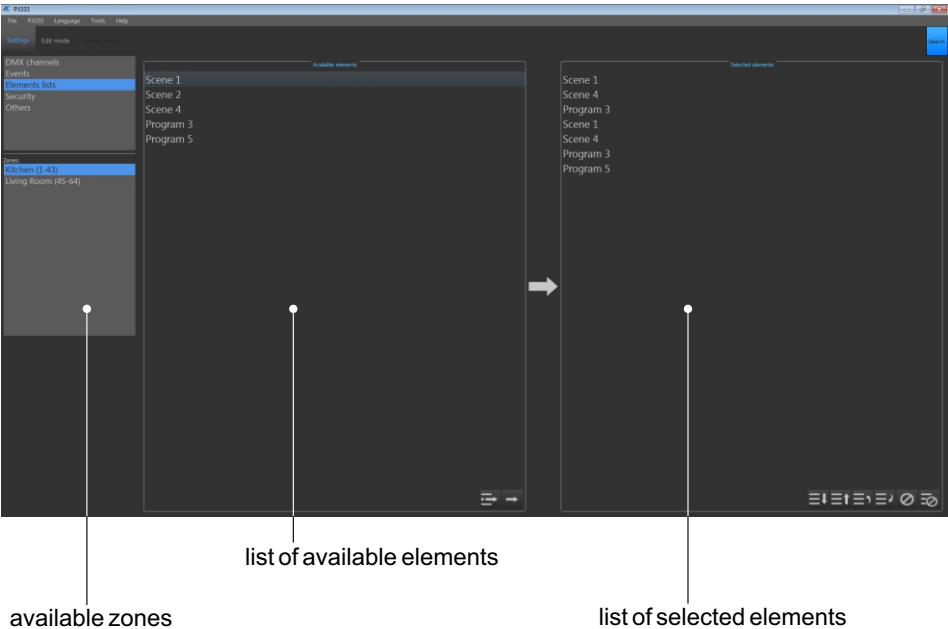 PX333
File PX333 Language Tools Help
Settings Edit mode
Search
DMX channels
Events
Elements lists
Security
Others
Zones:
Kitchen (1-43)
Living Room (45-64)
Available elements
Scene 1
Scene 2
Scene 4
Program 3
Program 5
Selected elements
Scene 1
Scene 4
Program 3
Scene 1
Scene 4
Program 3
Program 5
list of available elements
available zones
list of selected elements